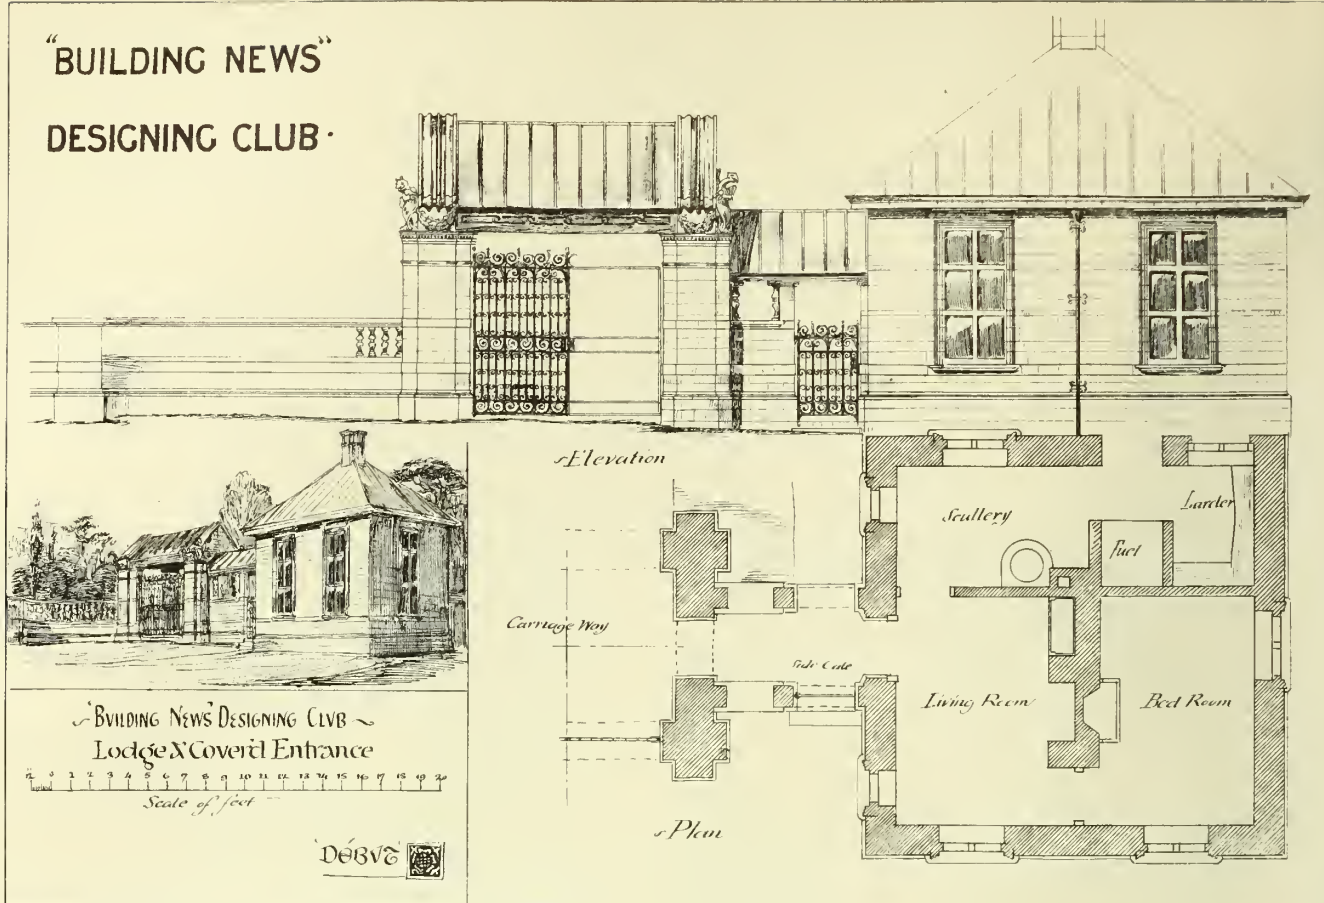 "BUILDING NEWS"
DESIGNING CLUB.
Elevation
Scullery
Larder
Fuel
Carriage Way
Side Gate
Living Room
Bed Room
Plan
"BVILDING NEWS" DESIGNING CLVB
Lodge & Cover'd Entrance
12 0 1 2 3 4 5 6 7 8 9 10 11 12 13 14 15 16 17 18 19 20
Scale of feet
'DÉBVT'